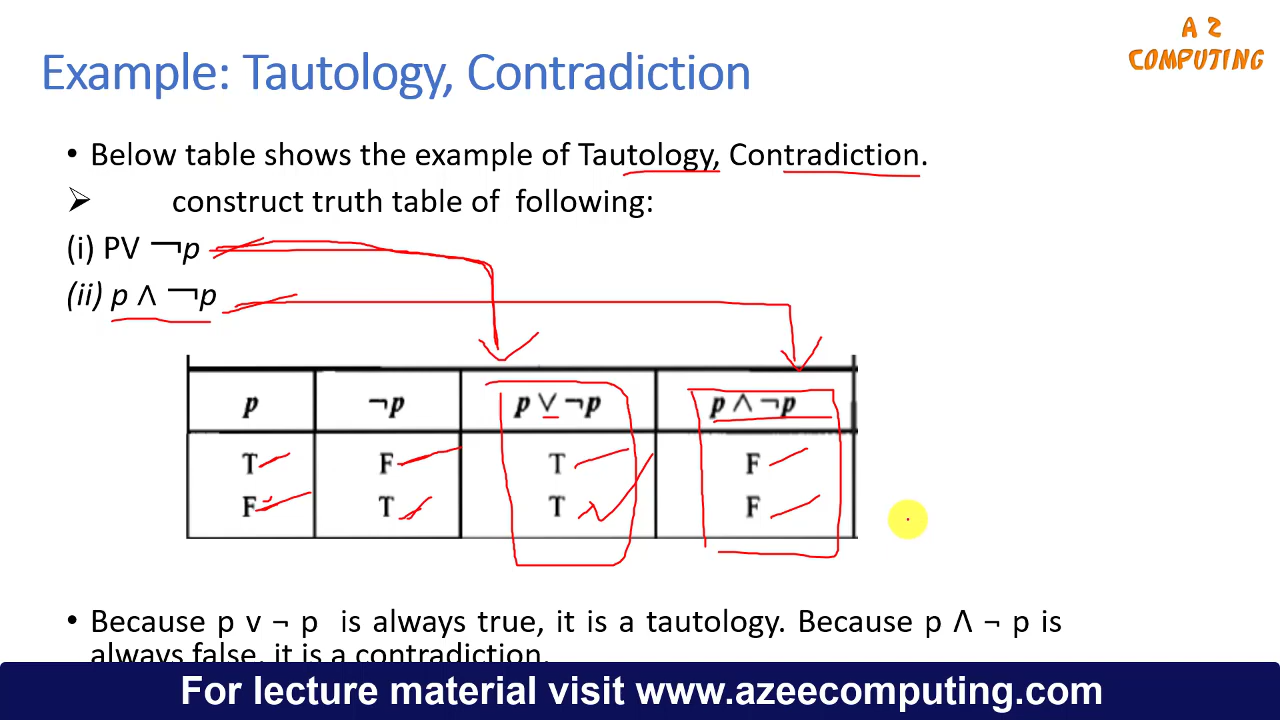 A Z
COMPUTING
Example: Tautology, Contradiction
• Below table shows the example of Tautology, Contradiction.
➢ construct truth table of following:
(i) PV ¬p
(ii) p ∧ ¬p
p ¬p p ∨ ¬p p ∧ ¬p
T F T F
F T T F
• Because p v ¬ p is always true, it is a tautology. Because p Λ ¬ p is
always false, it is a contradiction.
For lecture material visit www.azeecomputing.com